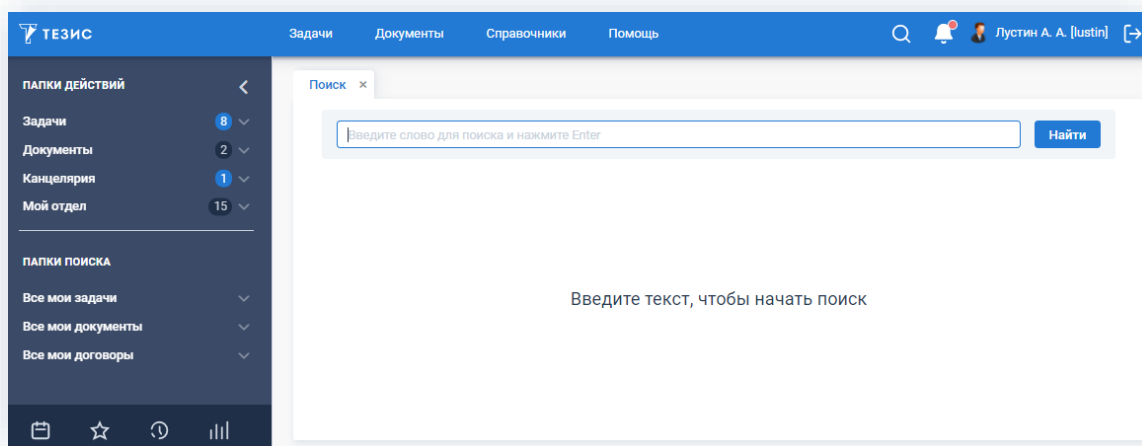 ТЕЗИС
Задачи Документы Справочники Помощь
Лустин А. А. [lustin]
ПАПКИ ДЕЙСТВИЙ
Задачи 8
Документы 2
Канцелярия 1
Мой отдел 15
ПАПКИ ПОИСКА
Все мои задачи
Все мои документы
Все мои договоры
Поиск ×
Введите слово для поиска и нажмите Enter
Найти
Введите текст, чтобы начать поиск